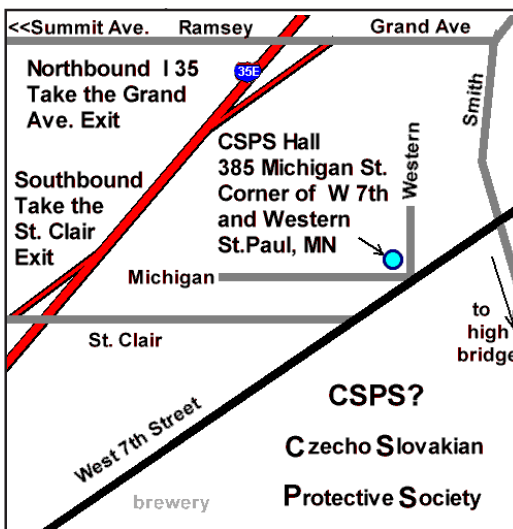 <<Summit Ave. Ramsey Grand Ave
Northbound I 35
Take the Grand
Ave. Exit
35E
Smith
CSPS Hall
385 Michigan St.
Corner of W 7th
and Western
St.Paul, MN
Western
Southbound
Take the
St. Clair
Exit
Michigan
St. Clair
to
high
bridge
West 7th Street
CSPS?
Czecho Slovakian
Protective Society
brewery